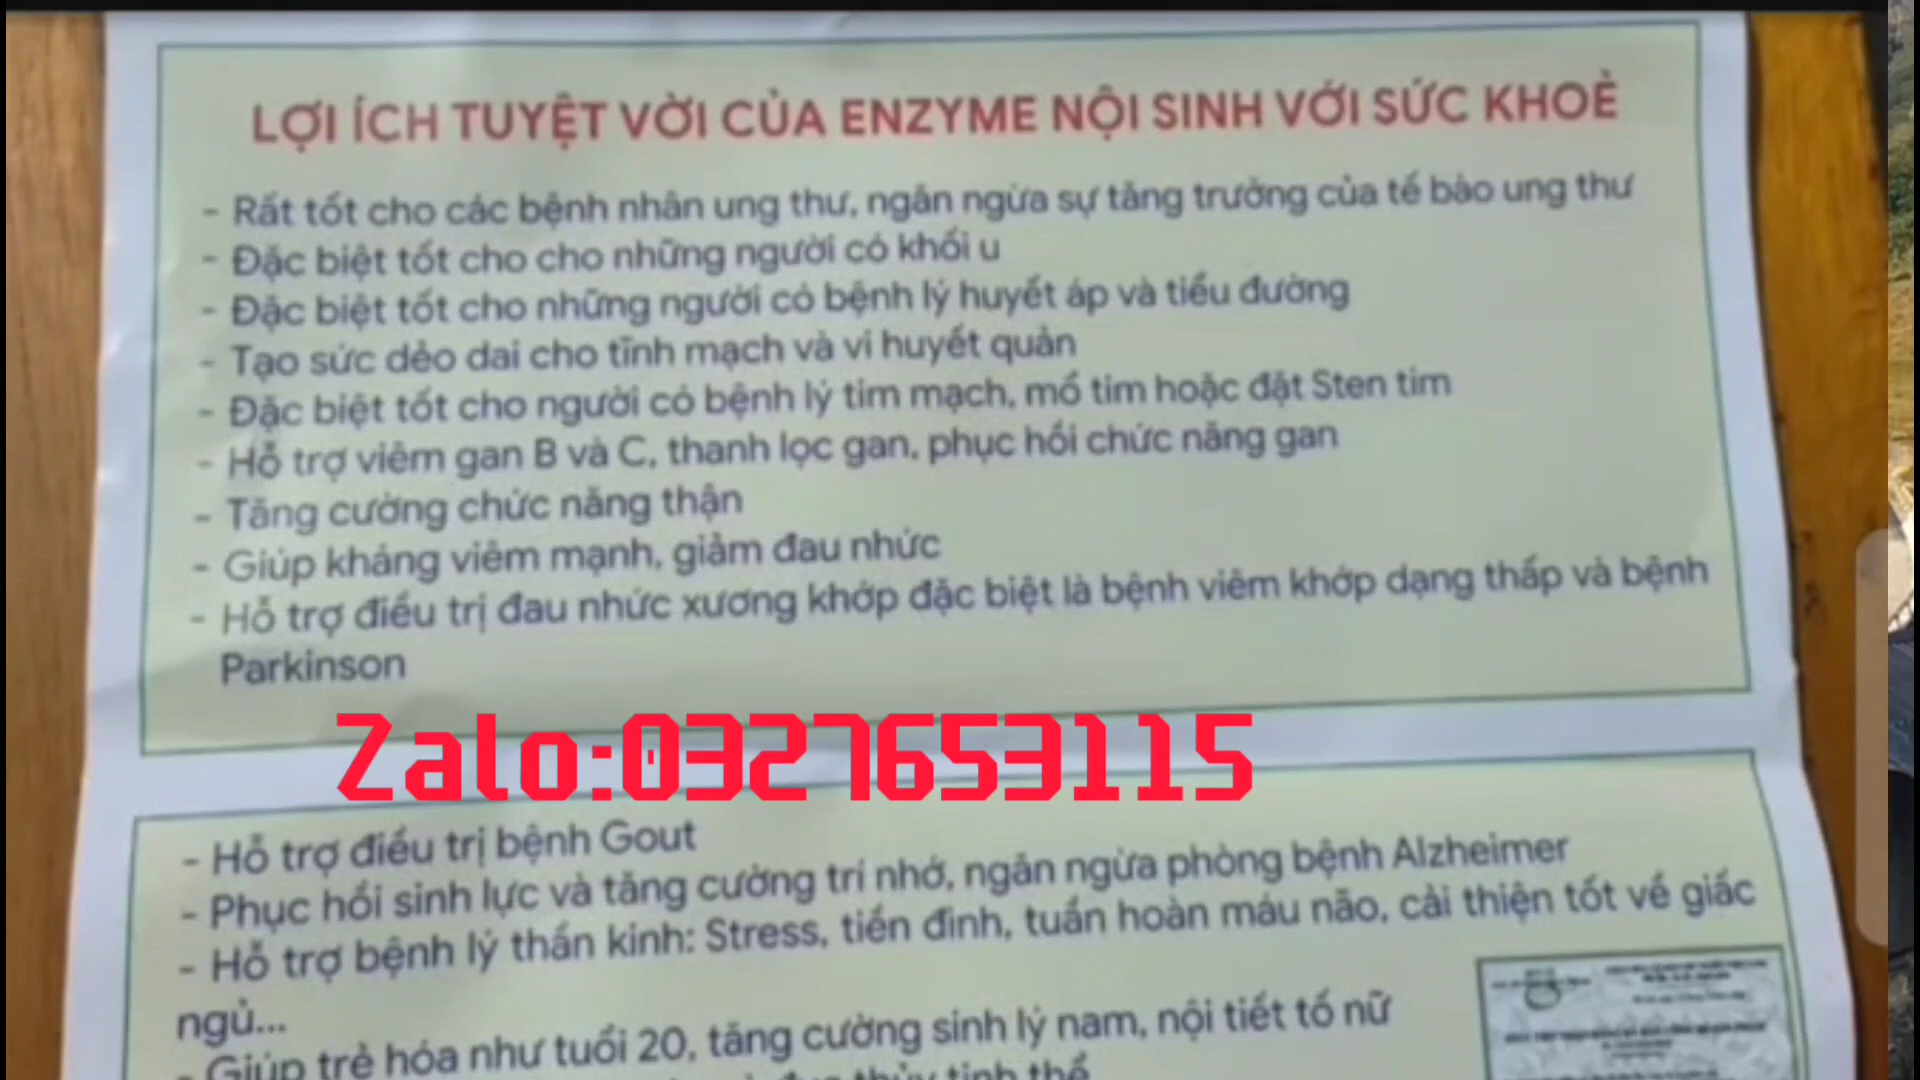 LỢI ÍCH TUYỆT VỜI CỦA ENZYME NỘI SINH VỚI SỨC KHOẺ
- Rất tốt cho các bệnh nhân ung thư, ngăn ngừa sự tăng trưởng của tế bào ung thư
- Đặc biệt tốt cho cho những người có khối u
- Đặc biệt tốt cho những người có bệnh lý huyết áp và tiểu đường
- Tạo sức dẻo dai cho tĩnh mạch và vi huyết quản
- Đặc biệt tốt cho người có bệnh lý tim mạch, mổ tim hoặc đặt Sten tim
- Hỗ trợ viêm gan B và C, thanh lọc gan, phục hồi chức năng gan
- Tăng cường chức năng thận
- Giúp kháng viêm mạnh, giảm đau nhức
- Hỗ trợ điều trị đau nhức xương khớp đặc biệt là bệnh viêm khớp dạng thấp và bệnh
Parkinson
Zalo:0327653115
- Hỗ trợ điều trị bệnh Gout
- Phục hồi sinh lực và tăng cường trí nhớ, ngăn ngừa phòng bệnh Alzheimer
- Hỗ trợ bệnh lý thần kinh: Stress, tiền đình, tuần hoàn máu não, cải thiện tốt về giấc
ngủ...
- Giúp trẻ hóa như tuổi 20, tăng cường sinh lý nam, nội tiết tố nữ
thủy tinh thể